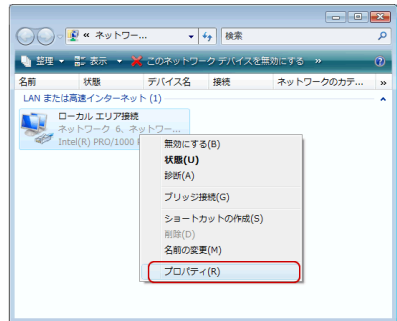 « ネットワー...
検索
整理 表示 このネットワーク デバイスを無効にする »
名前 状態 デバイス名 接続 ネットワークのカテ... »
LAN または高速インターネット (1)
ローカル エリア接続
ネットワーク 6、ネットワー...
Intel(R) PRO/1000
無効にする(B)
状態(U)
診断(A)
ブリッジ接続(G)
ショートカットの作成(S)
削除(D)
名前の変更(M)
プロパティ(R)